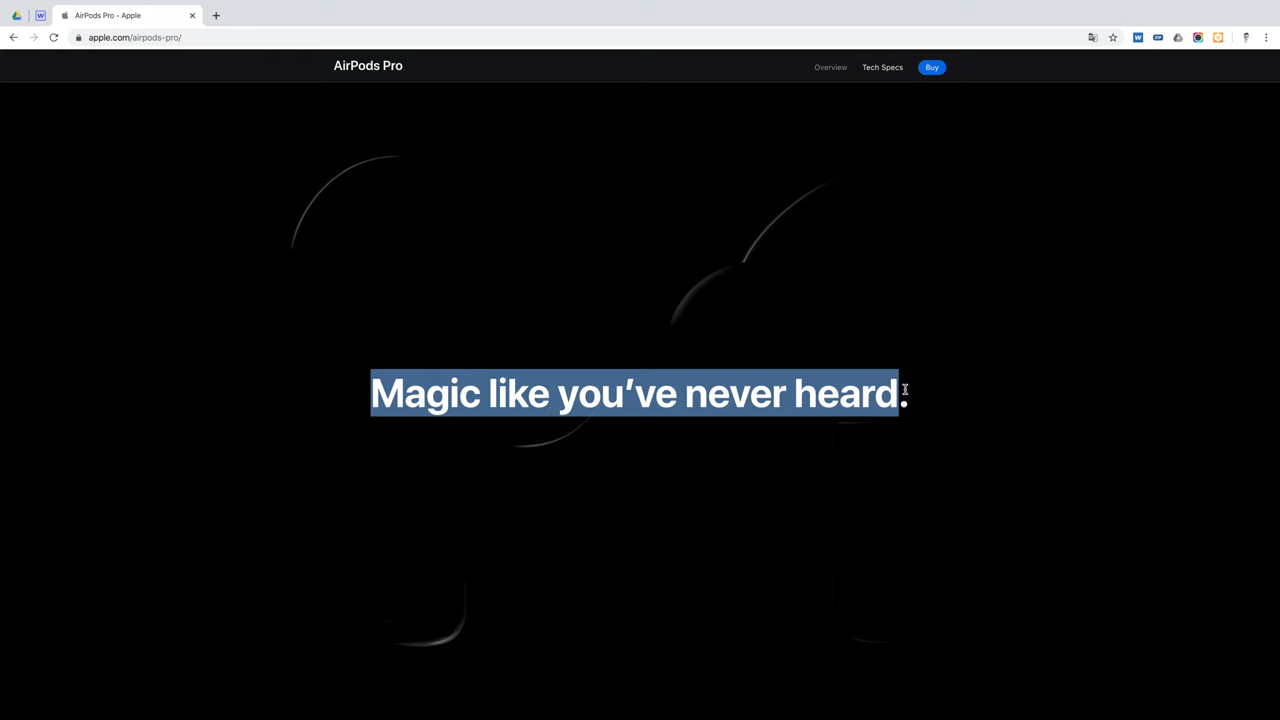 AirPods Pro - Apple
apple.com/airpods-pro/
AirPods Pro
Overview
Tech Specs
Buy
Magic like you’ve never heard.